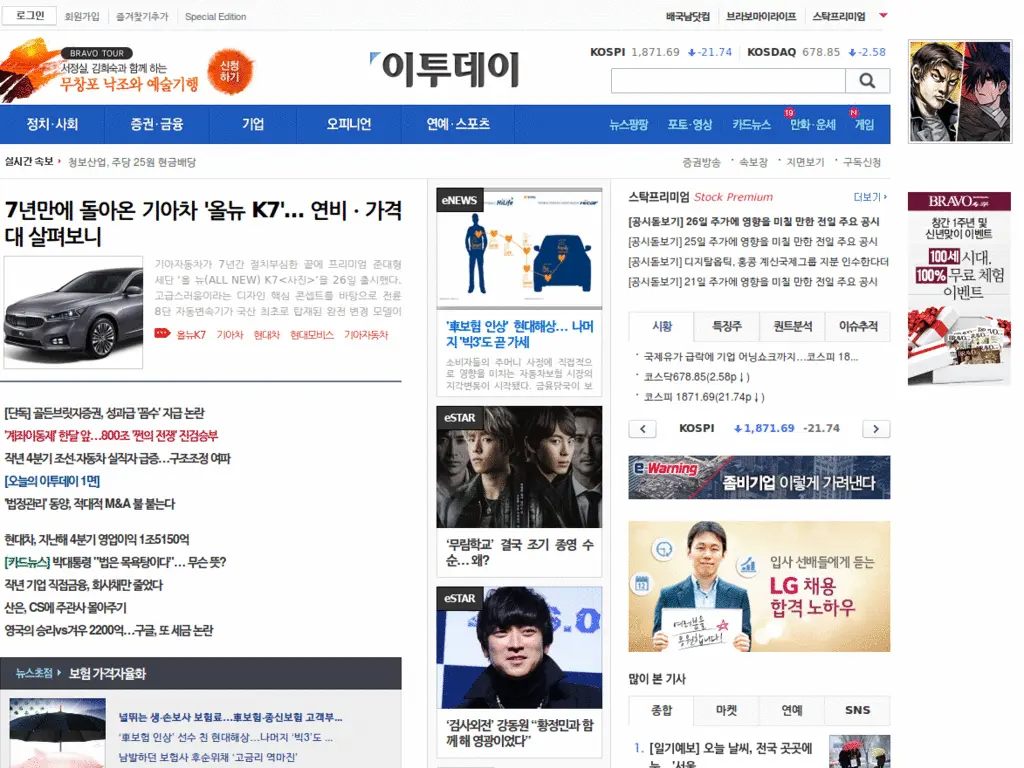 로그인
회원가입
즐겨찾기추가
Special Edition
배국남닷컴
브라보마이라이프
스탁프리미엄
BRAVO TOUR
서정실, 김화숙과 함께 하는
무창포 낙조와 예술기행
신청
하기
이투데이
KOSPI 1,871.69 -21.74
KOSDAQ 678.85 -2.58
정치·사회
증권·금융
기업
오피니언
연예·스포츠
뉴스팡팡
포토·영상
카드뉴스
19
만화·운세
N
게임
실시간 속보
청보산업, 주당 25원 현금배당
증권방송
속보장
지면보기
구독신청
7년만에 돌아온 기아차 '올뉴 K7'... 연비·가격
대 살펴보니
기아자동차가 7년간 절치부심한 끝에 프리미엄 준대형
세단 '올 뉴(ALL NEW) K7<사진>'을 26일 출시했다.
고급스러움이라는 디자인 핵심 콘셉트를 바탕으로 전륜
8단 자동변속기가 국산 최초로 탑재된 완전 변경 모델이
올뉴K7
기아차
현대차
현대모비스
기아자동차
[단독] 골든브릿지증권, 성과급 '꼼수' 지급 논란
'계좌이동제' 한달 앞…800조 '쩐의 전쟁' 진검승부
작년 4분기 조선·자동차 실직자 급증…구조조정 여파
[오늘의 이투데이 1면]
'법정관리' 동양, 적대적 M&A 불 붙는다
현대차, 지난해 4분기 영업이익 1조5150억
[카드뉴스] 박대통령 "법은 목욕탕이다"… 무슨 뜻?
작년 기업 직접금융, 회사채만 줄었다
산은, CS에 주관사 몰아주기
영국의 승리vs겨우 2200억…구글, 또 세금 논란
뉴스초점
보험 가격자율화
널뛰는 생·손보사 보험료…車보험·종신보험 고객부...
'車보험 인상' 선수 친 현대해상…나머지 '빅3'도 ...
남발하던 보험사 후순위채 '고금리 역마진'
eNEWS
'車보험 인상' 현대해상… 나머
지 '빅3'도 곧 가세
소비자들의 주머니 사정에 직접적으
로 영향을 미치는 자동차보험 시장의
지각변동이 시작됐다. 금융당국이 보
eSTAR
'무림학교' 결국 조기 종영 수
순… 왜?
eSTAR
'검사외전' 강동원 “황정민과 함
께 해 영광이었다”
스탁프리미엄 Stock Premium
더보기
[공시돋보기] 26일 주가에 영향을 미칠 만한 전일 주요 공시
[공시돋보기] 25일 주가에 영향을 미칠 만한 전일 주요 공시
[공시돋보기] 디지탈옵틱, 홍콩 계신국제그룹 지분 인수한다더
[공시돋보기] 21일 주가에 영향을 미칠 만한 전일 주요 공시
시황
특징주
퀀트분석
이슈추적
국제유가 급락에 기업 어닝쇼크까지…코스피 18...
코스닥678.85(2.58p↓)
코스피 1871.69(21.74p↓)
KOSPI 1,871.69 -21.74
e Warning
좀비기업 이렇게 가려낸다
입사 선배들에게 듣는
LG 채용
합격 노하우
12
여러분을
응원합니다!
많이 본 기사
종합
마켓
연예
SNS
1. [일기예보] 오늘 날씨, 전국 곳곳에
BRAVO
창간 1주년 및
신년맞이 이벤트
100세 시대,
100% 무료 체험
이벤트